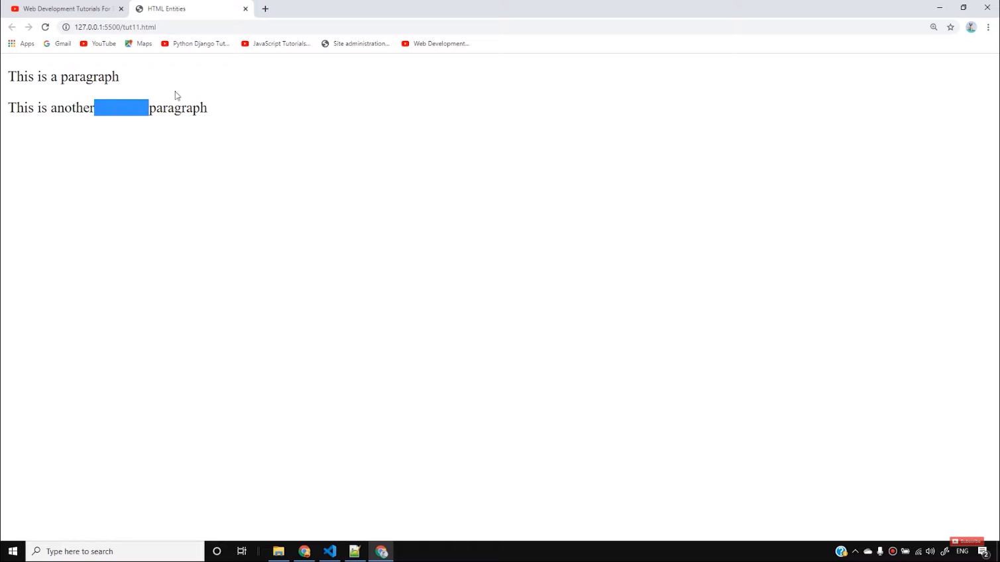 Web Development Tutorials For
HTML Entities
127.0.0.1:5500/tut11.html
Apps
Gmail
YouTube
Maps
Python Django Tut...
JavaScript Tutorials...
Site administration...
Web Development...
This is a paragraph
This is another paragraph
Subscribe
Type here to search
ENG
2